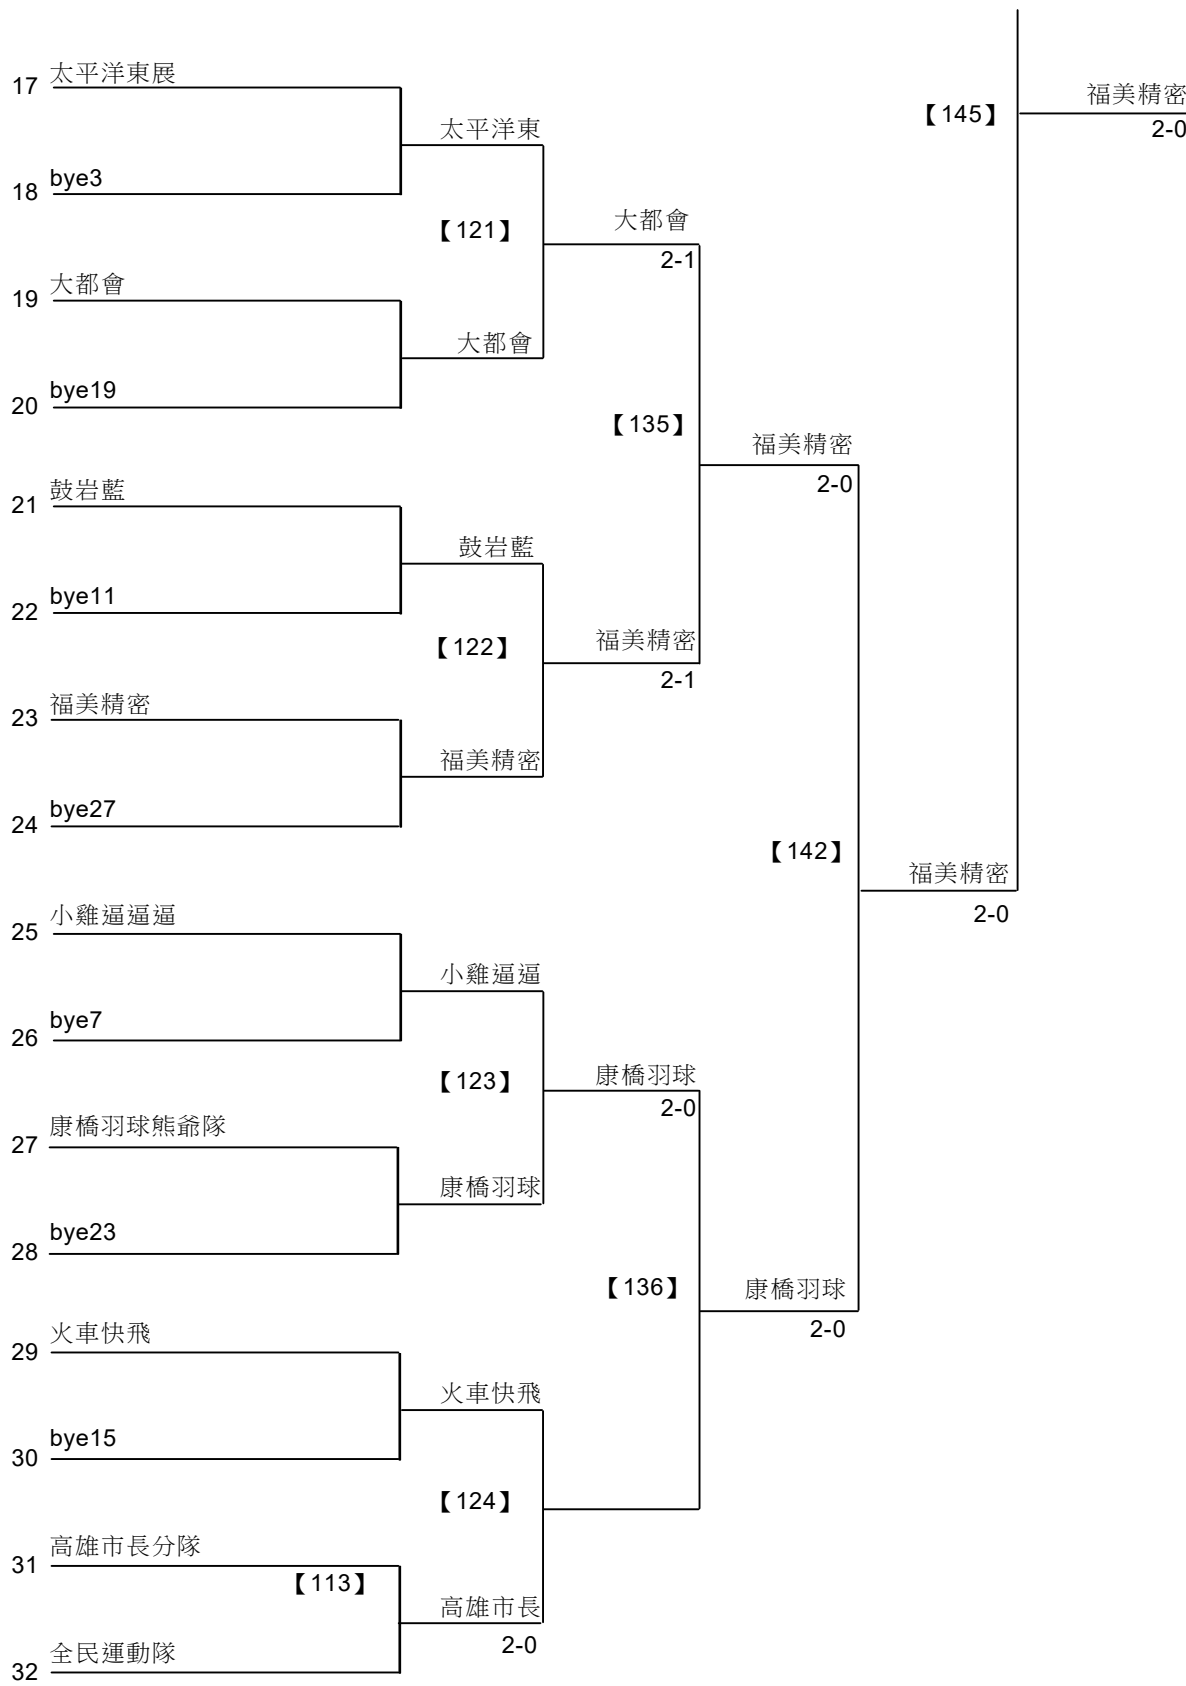 17 太平洋東展
太平洋東
18 bye3
【121】
大都會
2-1
19 大都會
大都會
20 bye19
【135】
福美精密
2-0
21 鼓岩藍
鼓岩藍
22 bye11
【122】
福美精密
2-1
23 福美精密
福美精密
24 bye27
【142】
福美精密
2-0
【145】
福美精密
2-0
25 小雞逼逼逼
小雞逼逼
26 bye7
【123】
康橋羽球
2-0
27 康橋羽球熊爺隊
康橋羽球
28 bye23
【136】
康橋羽球
2-0
29 火車快飛
火車快飛
30 bye15
【124】
31 高雄市長分隊
【113】
高雄市長
2-0
32 全民運動隊